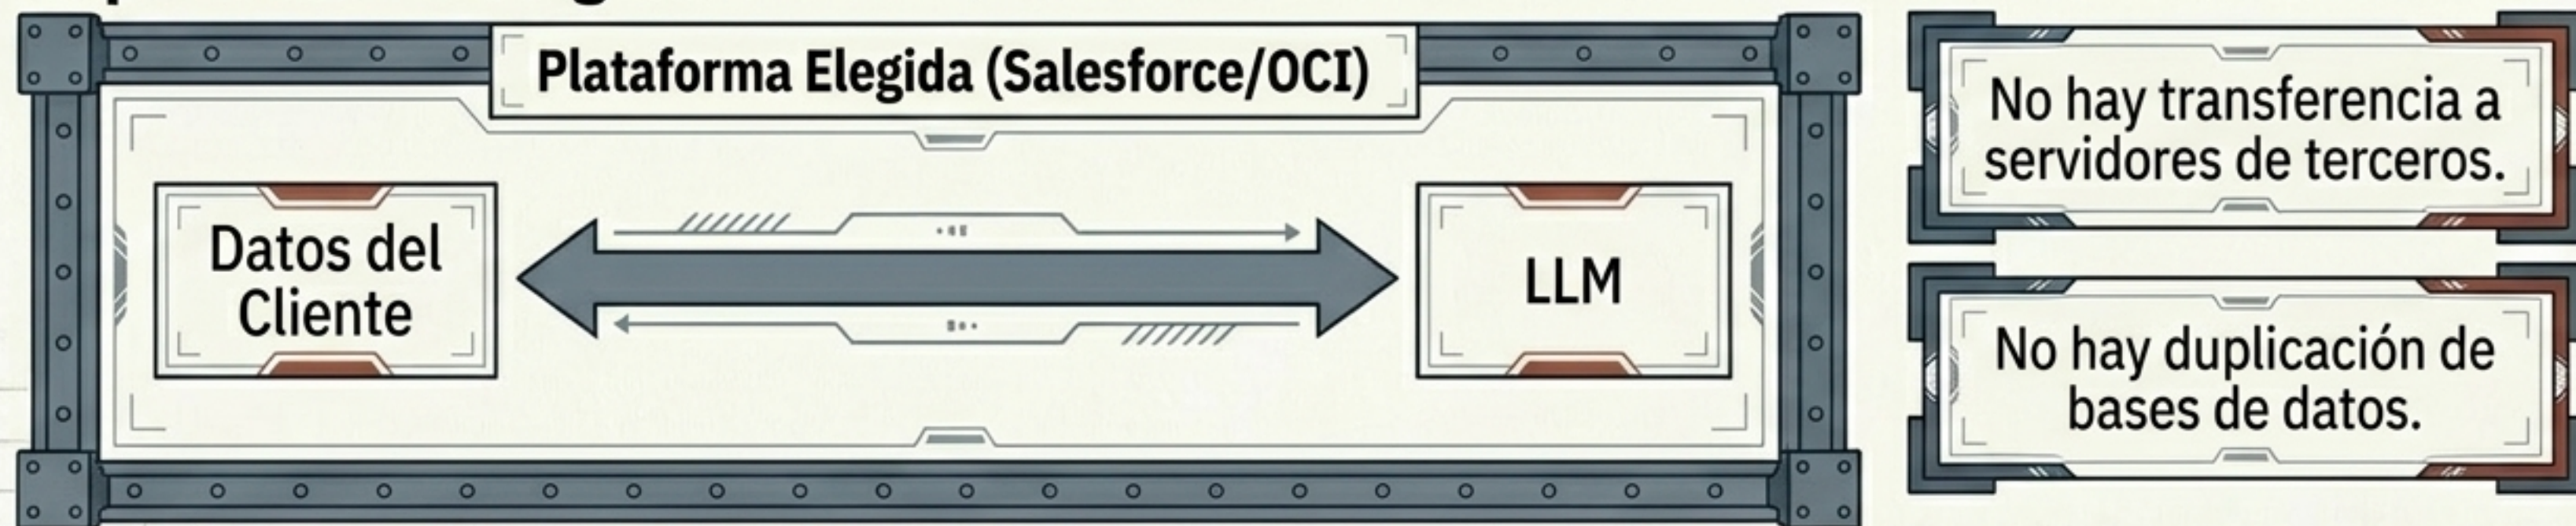 Plataforma Elegida (Salesforce/OCI)
Datos del
Cliente
LLM
No hay transferencia a
servidores de terceros.
No hay duplicación de
bases de datos.